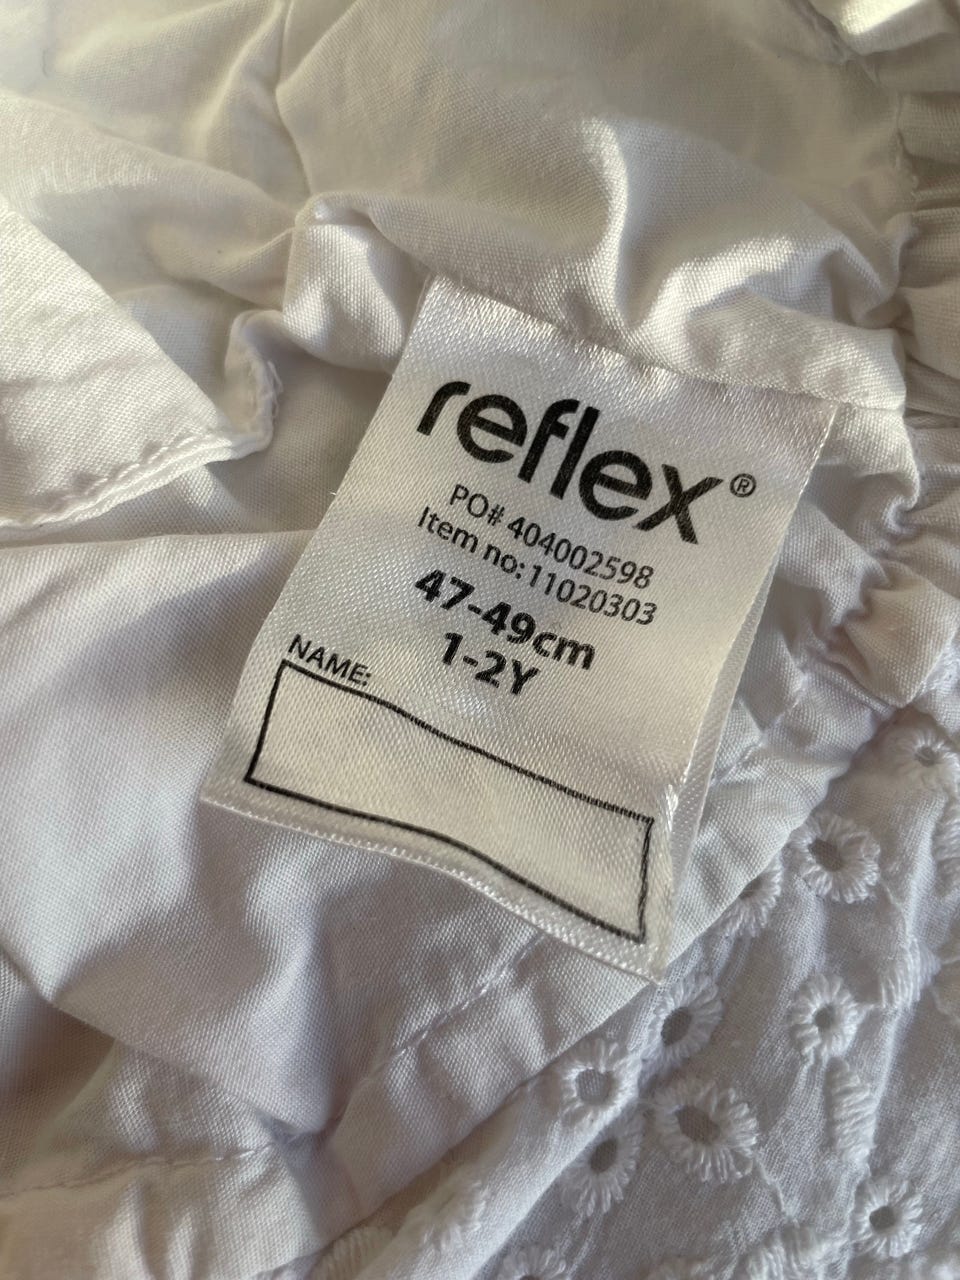 reflex®
PO# 404002598
Item no: 11020303
47-49cm
1-2Y
NAME: